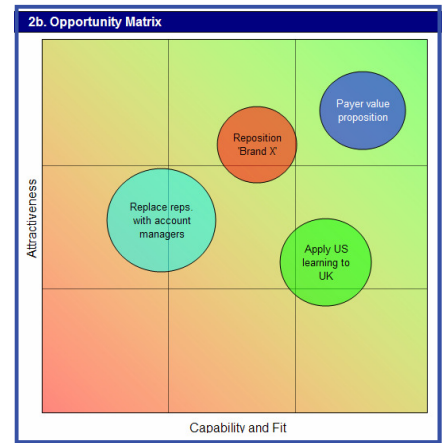 2b. Opportunity Matrix
Payer value
proposition
Reposition
'Brand X'
Replace reps.
with account
managers
Apply US
learning to
UK
Attractiveness
Capability and Fit